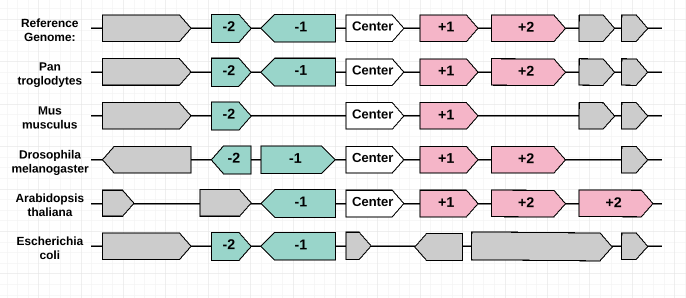 Reference
Genome:
-2 -1 Center +1 +2
Pan
troglodytes
-2 -1 Center +1 +2
Mus
musculus
-2 Center +1
Drosophila
melanogaster
-2 -1 Center +1 +2
Arabidopsis
thaliana
-1 Center +1 +2 +2
Escherichia
coli
-2 -1